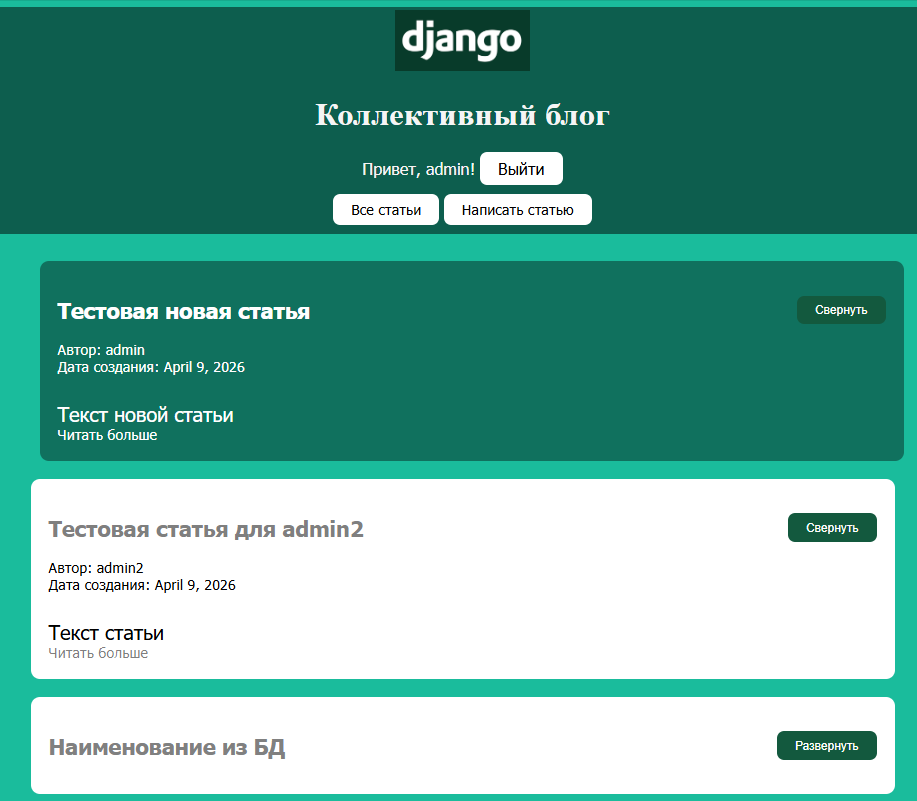 django
Коллективный блог
Привет, admin! Выйти
Все статьи Написать статью
Тестовая новая статья Свернуть
Автор: admin
Дата создания: April 9, 2026
Текст новой статьи
Читать больше
Тестовая статья для admin2 Свернуть
Автор: admin2
Дата создания: April 9, 2026
Текст статьи
Читать больше
Наименование из БД Развернуть